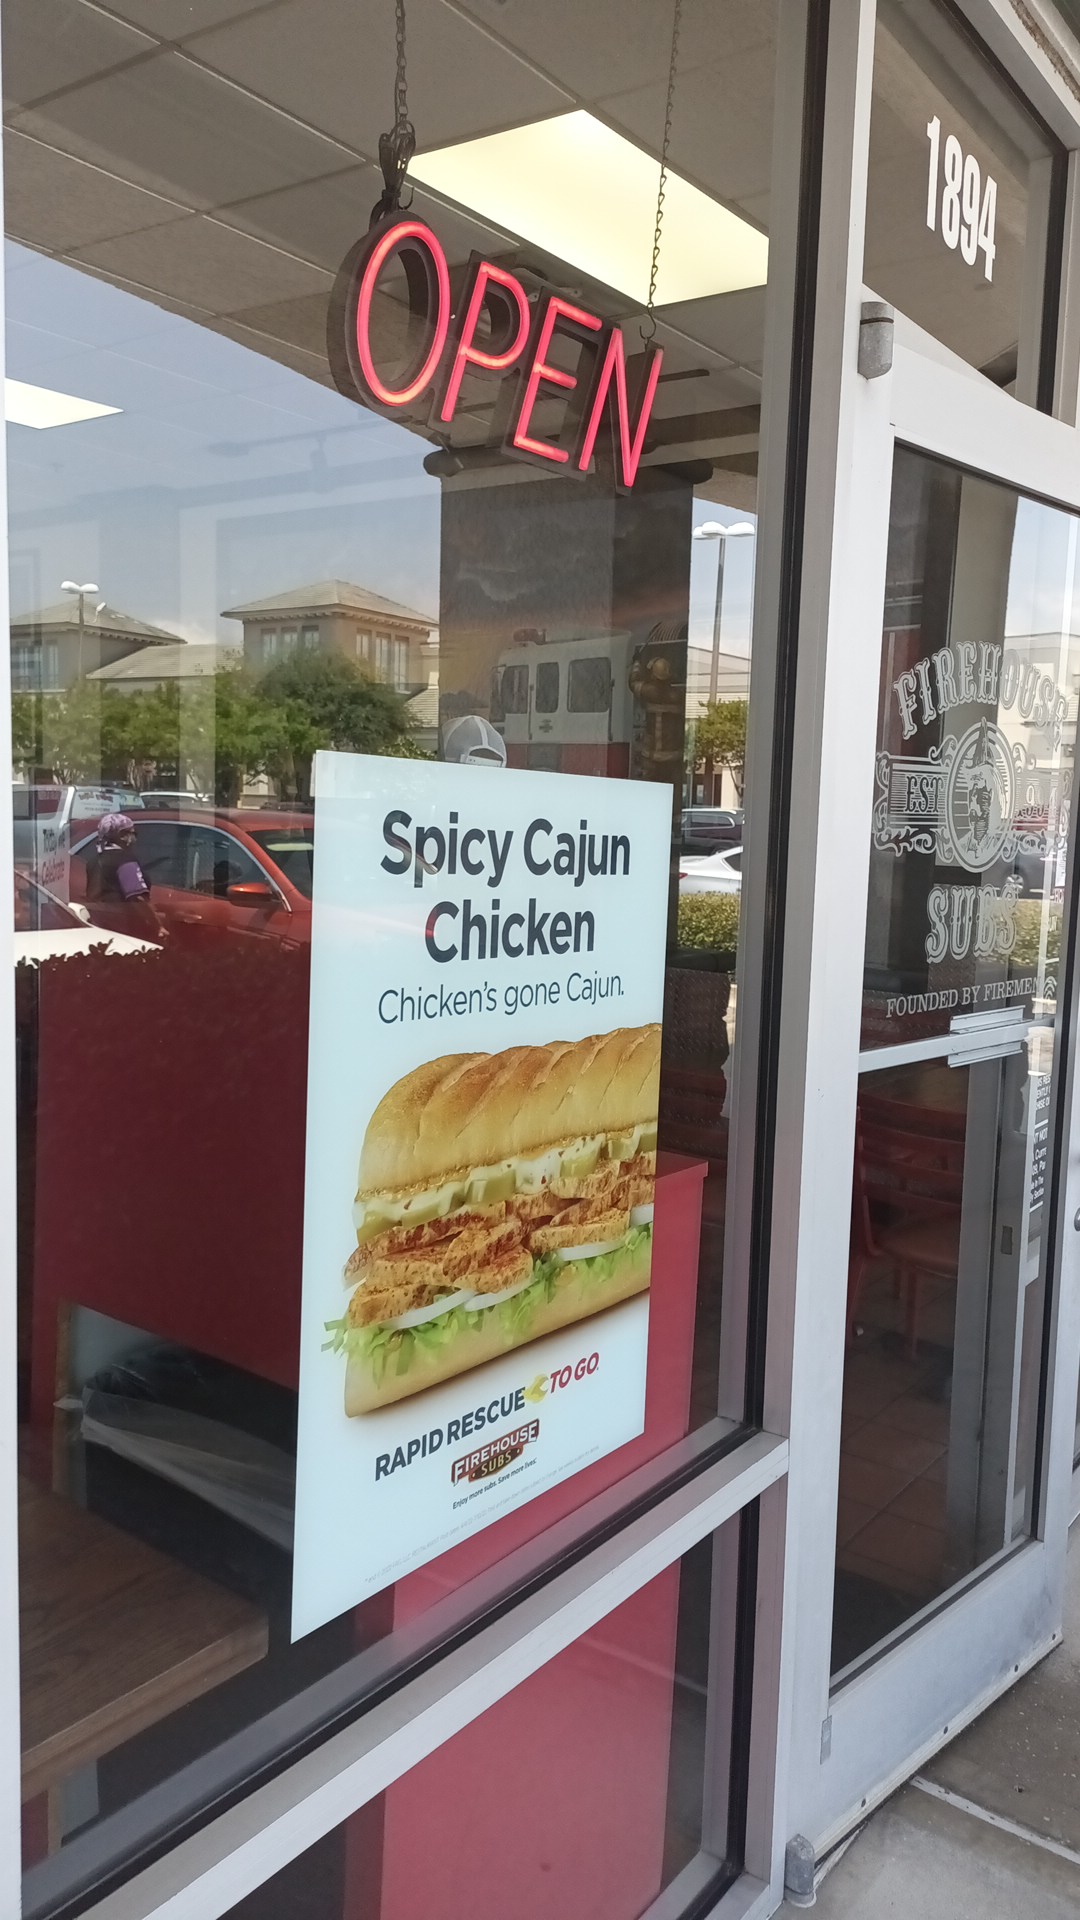 OPEN
1894
Spicy Cajun
Chicken
Chicken's gone Cajun.
RAPID RESCUE TO GO
FIREHOUSE
SUBS
Enjoy more subs. Save more lives.
FIREHOUSE
EST
SUBS
FOUNDED BY FIREMEN